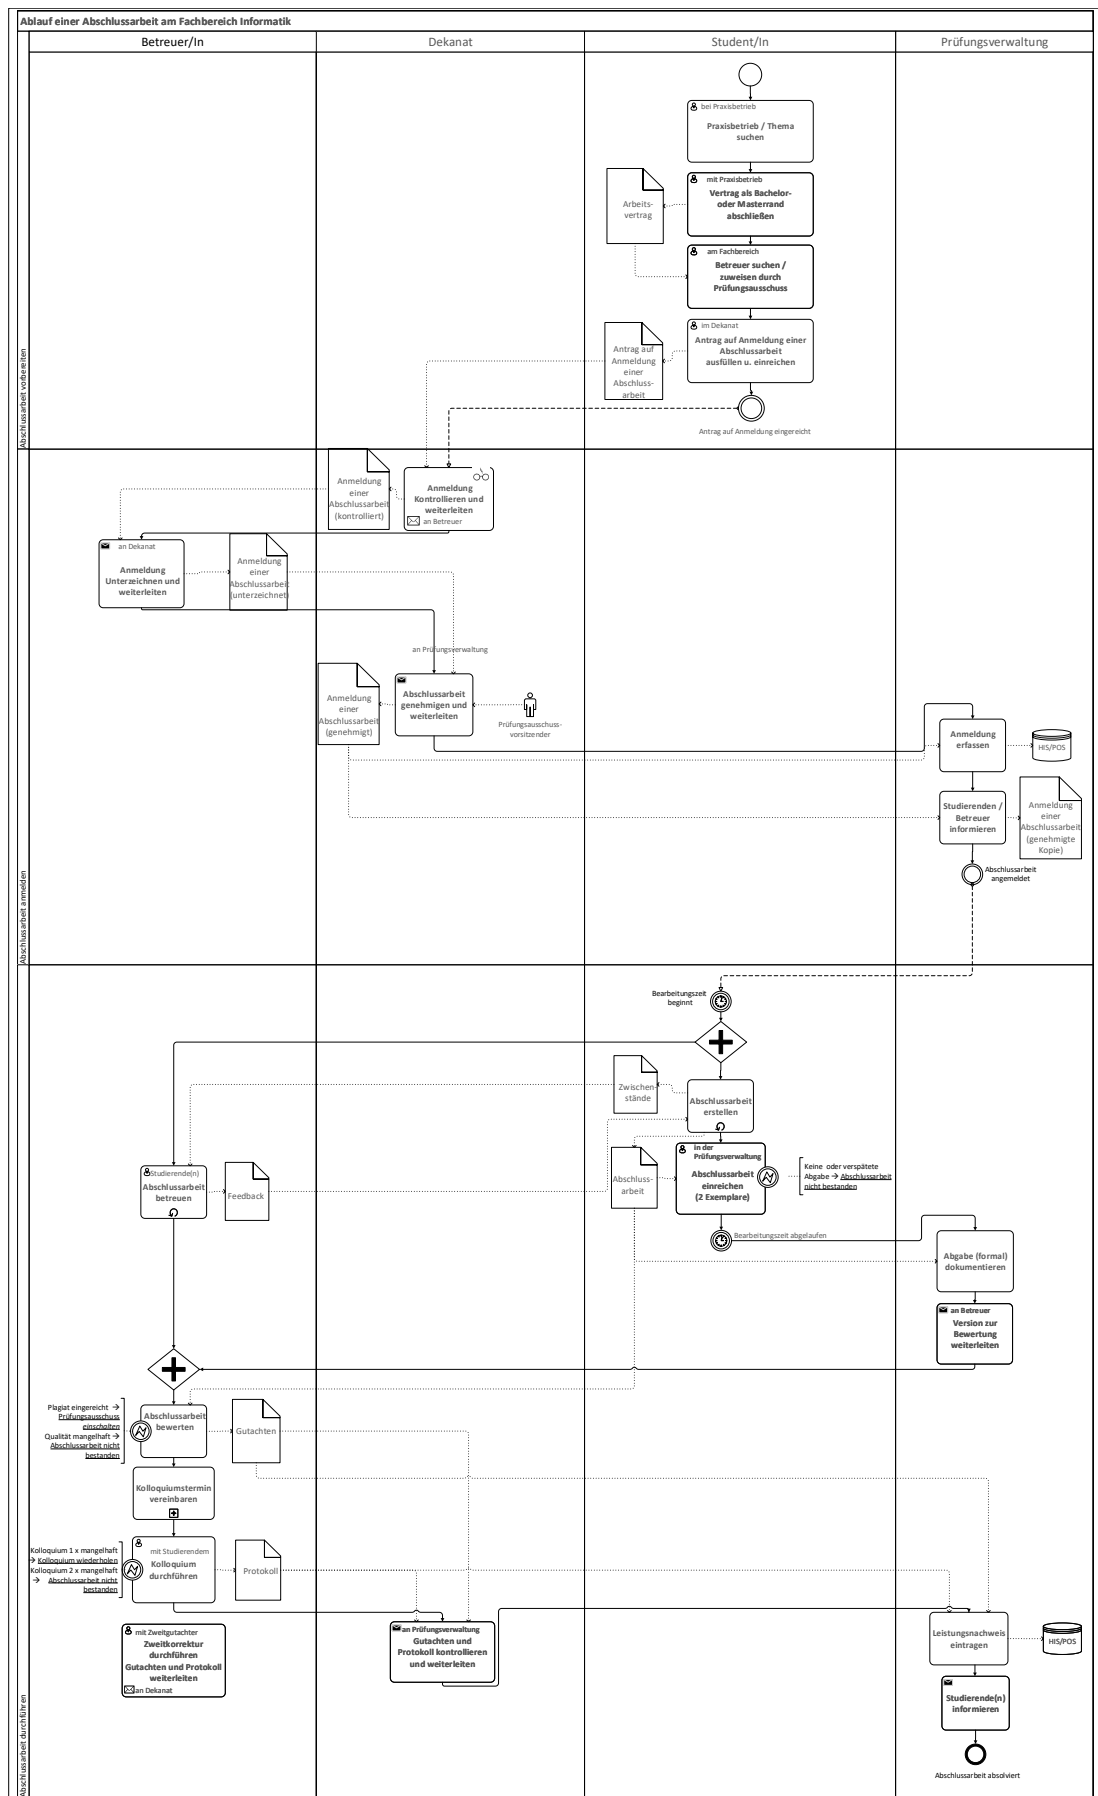 Ablauf einer Abschlussarbeit am Fachbereich Informatik
Betreuer/In
Dekanat
Student/In
Prüfungsverwaltung
Abschlussarbeit vorbereiten
bei Praxisbetrieb
Praxisbetrieb / Thema
suchen
mit Praxisbetrieb
Vertrag als Bachelor-
oder Masterrand
abschließen
Arbeits-
vertrag
am Fachbereich
Betreuer suchen /
zuweisen durch
Prüfungsausschuss
im Dekanat
Antrag auf Anmeldung einer
Abschlussarbeit
ausfüllen u. einreichen
Antrag auf
Anmeldung
einer
Abschluss-
arbeit
Antrag auf Anmeldung eingereicht
Abschlussarbeit anmelden
Anmeldung
einer
Abschlussarbeit
(kontrolliert)
Anmeldung
Kontrollieren und
weiterleiten
an Betreuer
an Dekanat
Anmeldung
Unterzeichnen und
weiterleiten
Anmeldung
einer
Abschlussarbeit
(unterzeichnet)
an Prüfungsverwaltung
Anmeldung
einer
Abschlussarbeit
(genehmigt)
Abschlussarbeit
genehmigen und
weiterleiten
Prüfungsausschuss-
vorsitzender
Anmeldung
erfassen
HIS/POS
Studierenden /
Betreuer
informieren
Anmeldung
einer
Abschlussarbeit
(genehmigte
Kopie)
Abschlussarbeit
angemeldet
Abschlussarbeit durchführen
Bearbeitungszeit
beginnt
Zwischen-
stände
Abschlussarbeit
erstellen
in der
Prüfungsverwaltung
Abschlussarbeit
einreichen
(2 Exemplare)
Abschluss-
arbeit
Keine oder verspätete
Abgabe → Abschlussarbeit
nicht bestanden
Studierende(n)
Abschlussarbeit
betreuen
Feedback
Bearbeitungszeit abgelaufen
Abgabe (formal)
dokumentieren
an Betreuer
Version zur
Bewertung
weiterleiten
Plagiat eingereicht →
Prüfungsausschuss
einschalten
Qualität mangelhaft →
Abschlussarbeit nicht
bestanden
Abschlussarbeit
bewerten
Gutachten
Kolloquiumstermin
vereinbaren
Kolloquium 1 x mangelhaft
→ Kolloquium wiederholen
Kolloquium 2 x mangelhaft
→ Abschlussarbeit nicht
bestanden
mit Studierendem
Kolloquium
durchführen
Protokoll
mit Zweitgutachter
Zweitkorrektur
durchführen
Gutachten und Protokoll
weiterleiten
an Dekanat
an Prüfungsverwaltung
Gutachten und
Protokoll kontrollieren
und weiterleiten
Leistungsnachweis
eintragen
HIS/POS
Studierende(n)
informieren
Abschlussarbeit absolviert